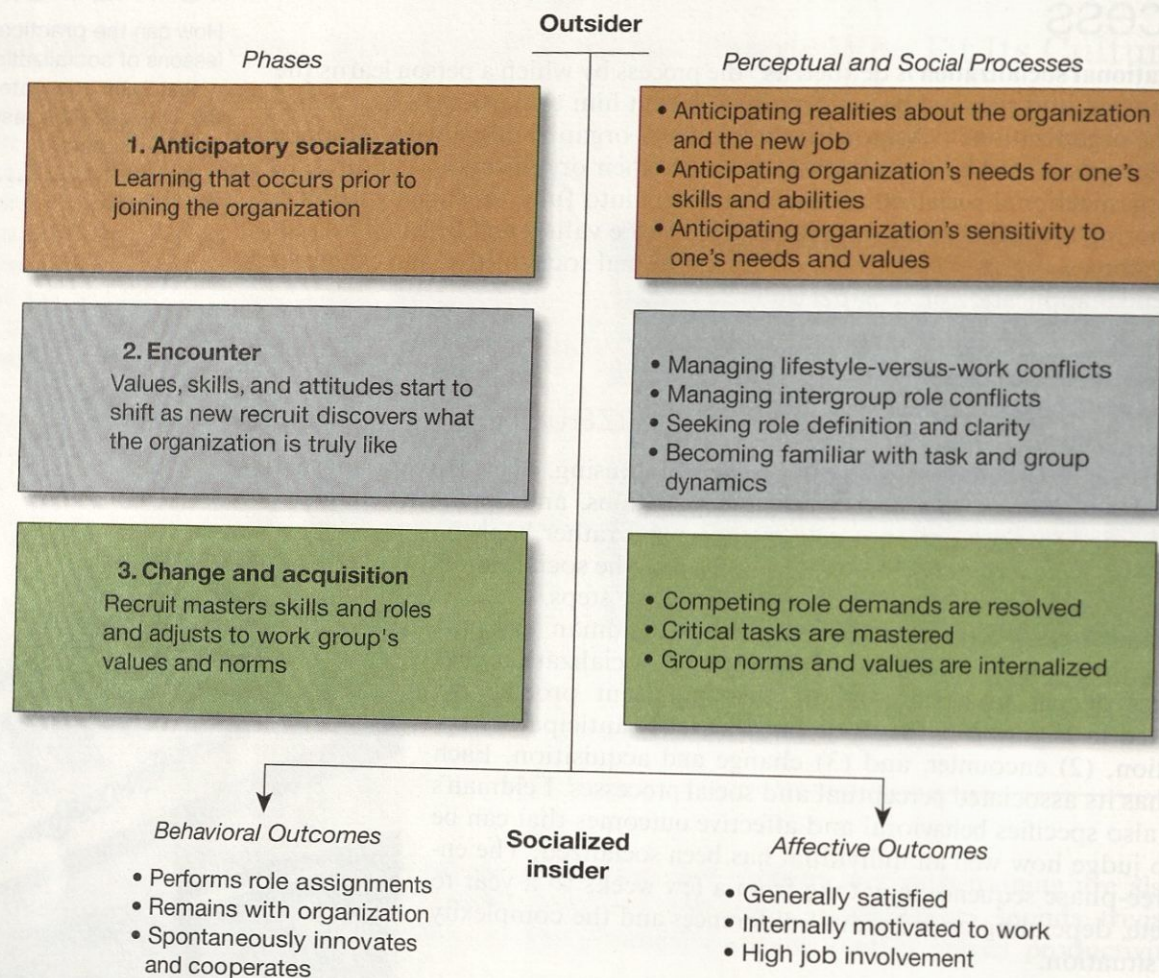 Outsider
Phases
Perceptual and Social Processes
1. Anticipatory socialization
Learning that occurs prior to
joining the organization
• Anticipating realities about the organization
and the new job
• Anticipating organization's needs for one's
skills and abilities
• Anticipating organization's sensitivity to
one's needs and values
2. Encounter
Values, skills, and attitudes start to
shift as new recruit discovers what
the organization is truly like
• Managing lifestyle-versus-work conflicts
• Managing intergroup role conflicts
• Seeking role definition and clarity
• Becoming familiar with task and group
dynamics
3. Change and acquisition
Recruit masters skills and roles
and adjusts to work group's
values and norms
• Competing role demands are resolved
• Critical tasks are mastered
• Group norms and values are internalized
Behavioral Outcomes
• Performs role assignments
• Remains with organization
• Spontaneously innovates
and cooperates
Socialized
insider
Affective Outcomes
• Generally satisfied
• Internally motivated to work
• High job involvement